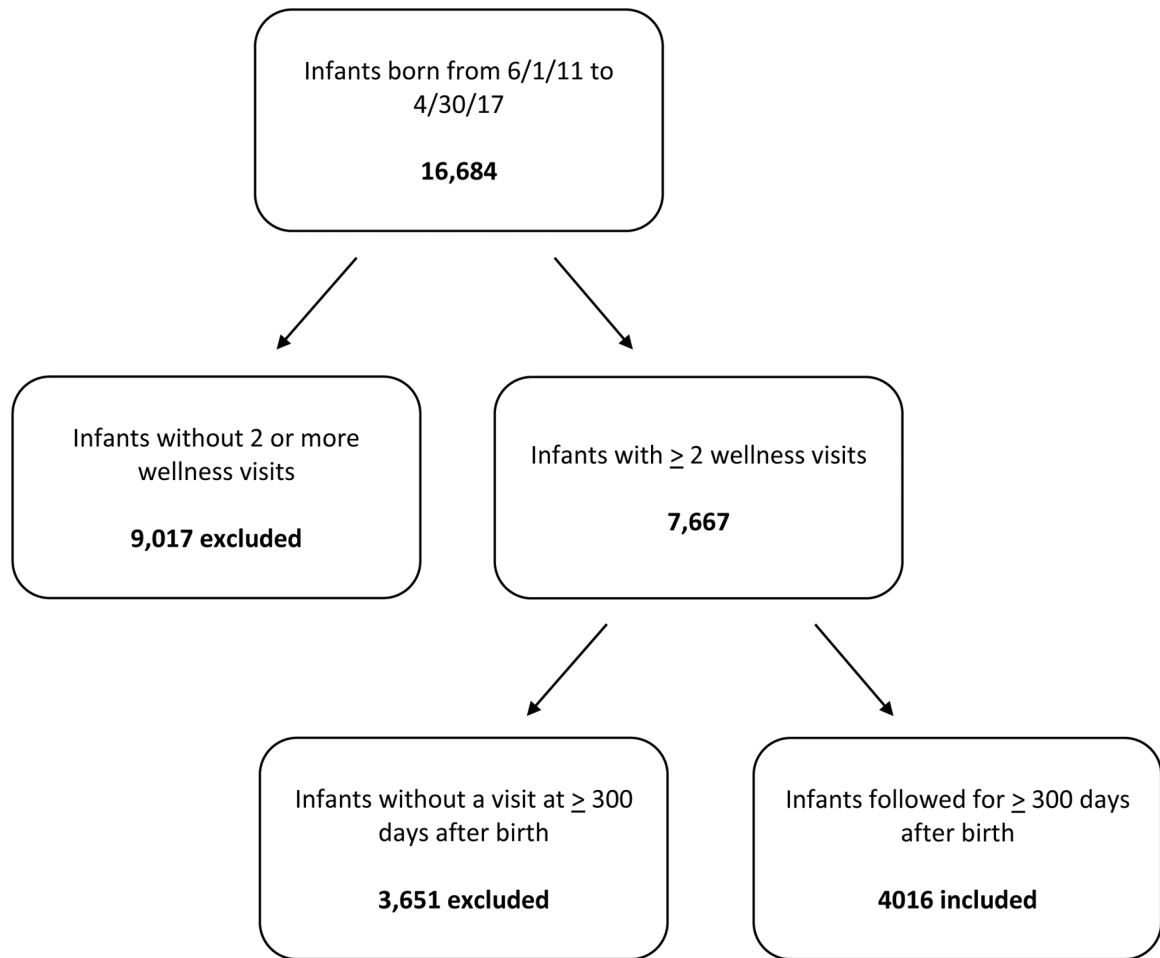 Infants born from 6/1/11 to
4/30/17
16,684
Infants without 2 or more
wellness visits
9,017 excluded
Infants with ≥ 2 wellness visits
7,667
Infants without a visit at ≥ 300
days after birth
3,651 excluded
Infants followed for ≥ 300 days
after birth
4016 included